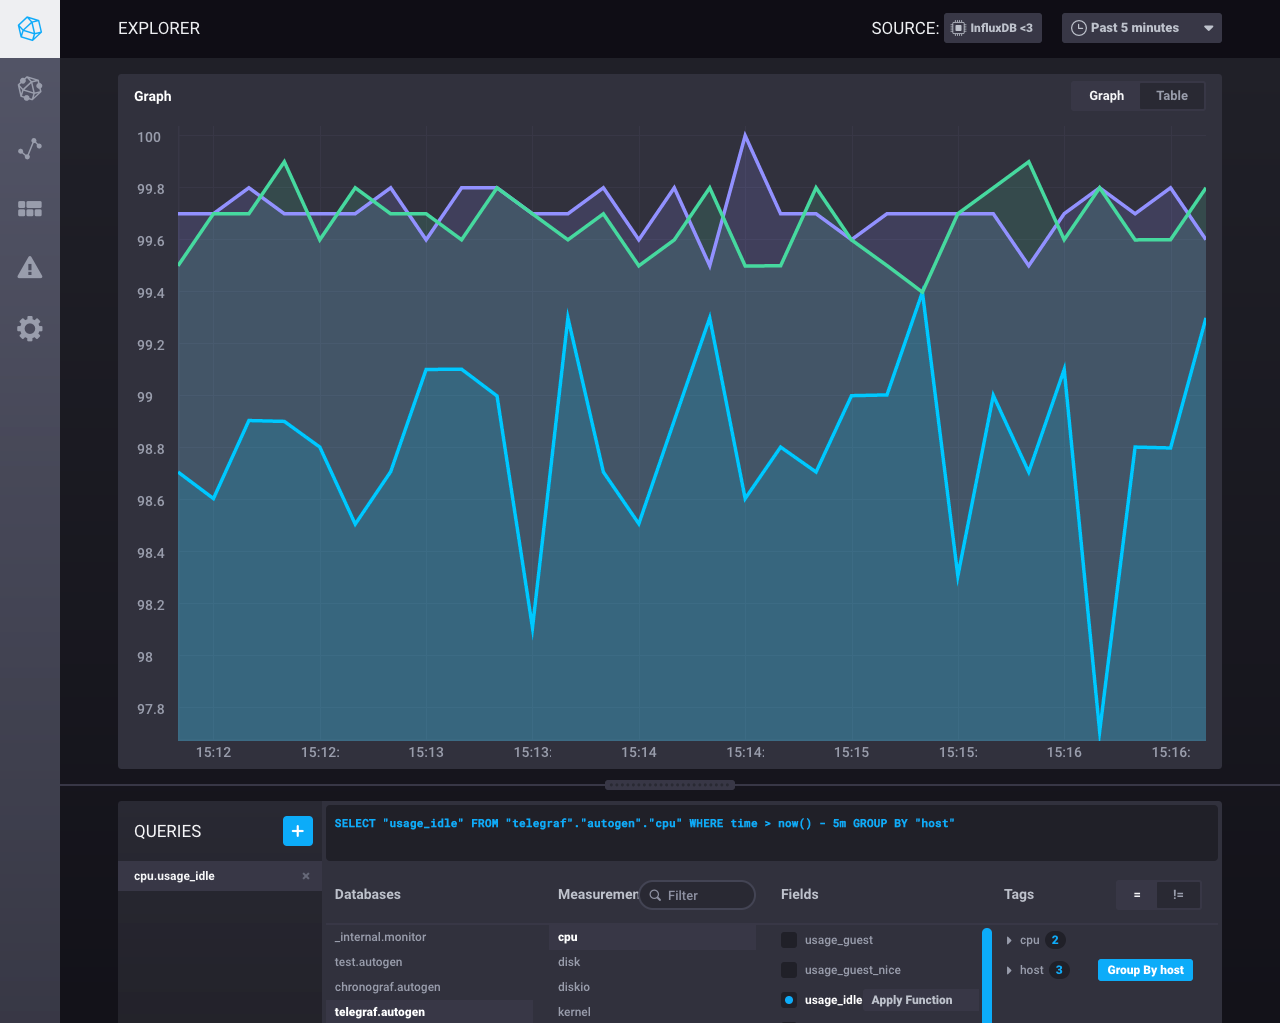 EXPLORER
SOURCE: InfluxDB <3 Past 5 minutes
Graph Graph Table
100
99.8
99.6
99.4
99.2
99
98.8
98.6
98.4
98.2
98
97.8
15:12 15:12: 15:13 15:13: 15:14 15:14: 15:15 15:15: 15:16 15:16:
QUERIES +
SELECT "usage_idle" FROM "telegraf"."autogen"."cpu" WHERE time > now() - 5m GROUP BY "host"
cpu.usage_idle ×
Databases Measuremen Filter Fields Tags = !=
_internal.monitor cpu usage_guest cpu 2
test.autogen disk usage_guest_nice host 3 Group By host
chronograf.autogen diskio usage_idle Apply Function
telegraf.autogen kernel